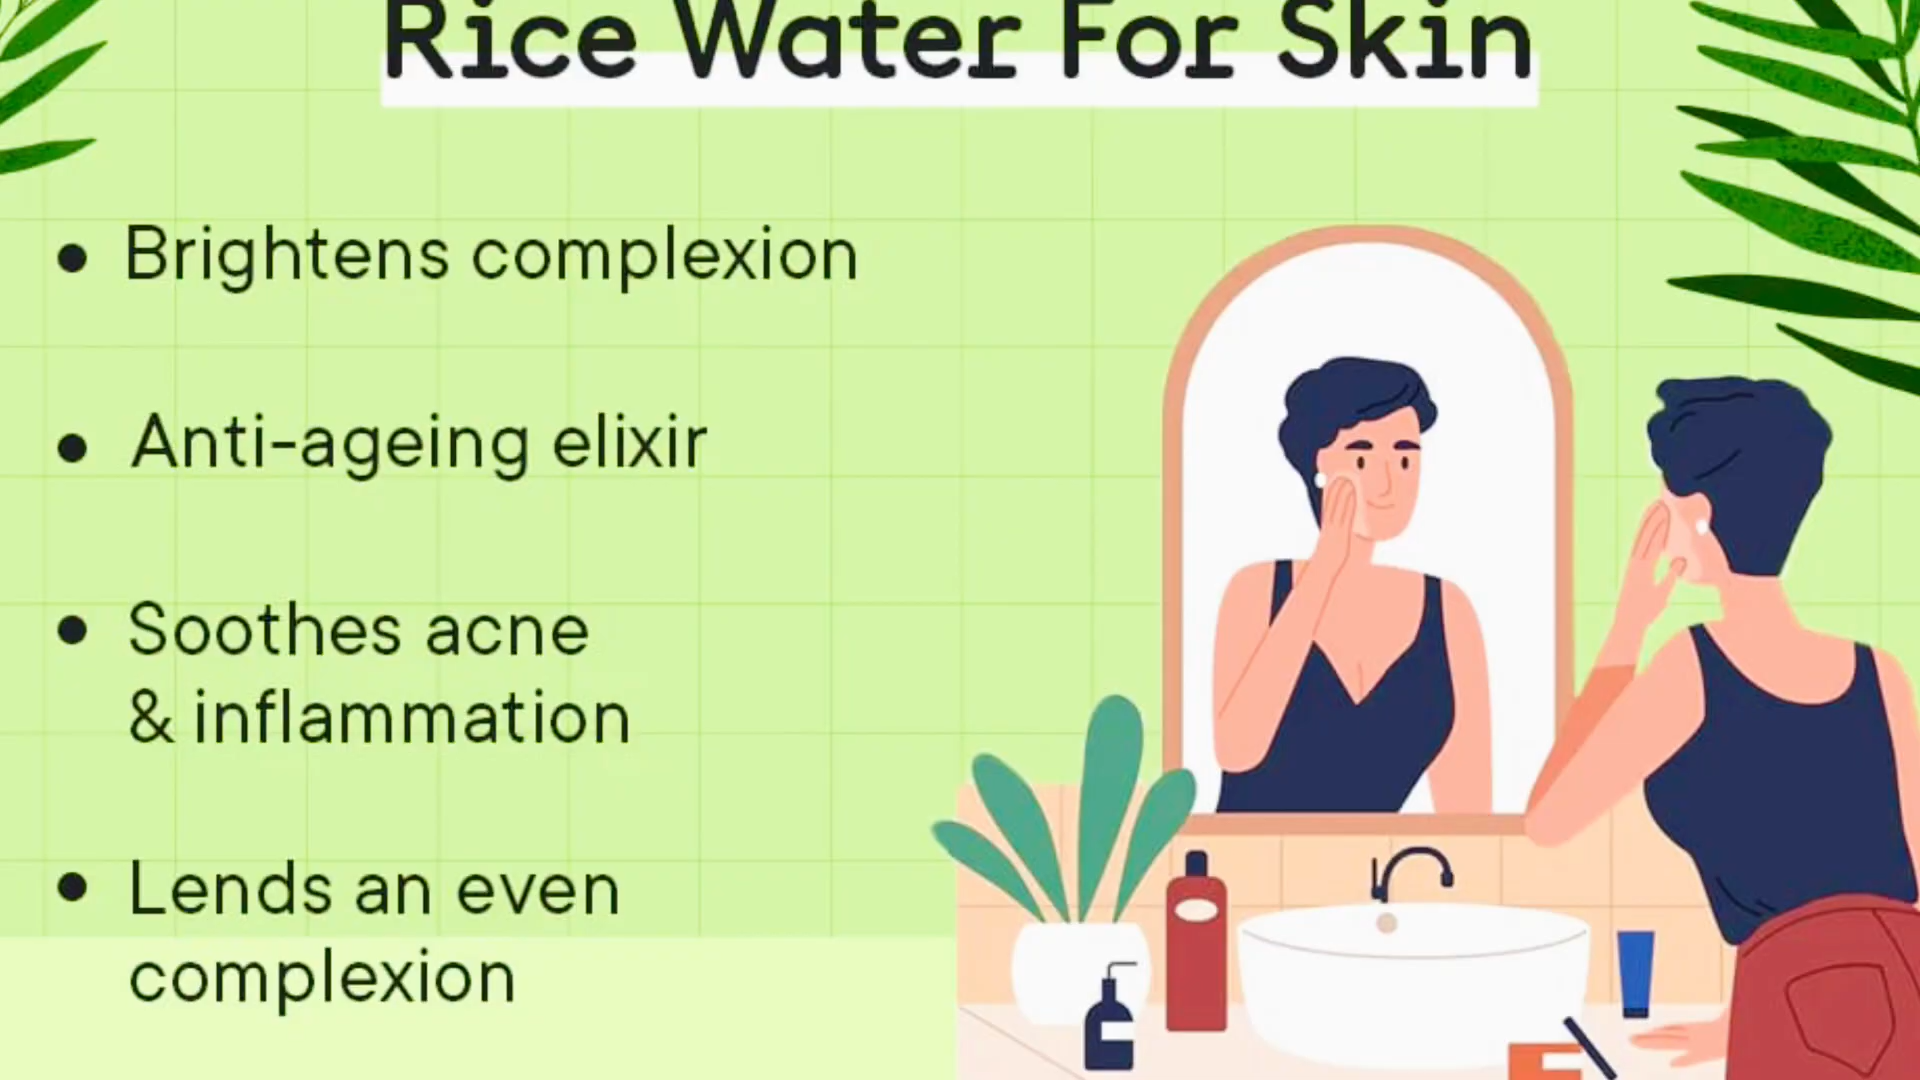 Rice Water For Skin
• Brightens complexion
• Anti-ageing elixir
• Soothes acne
& inflammation
• Lends an even
complexion